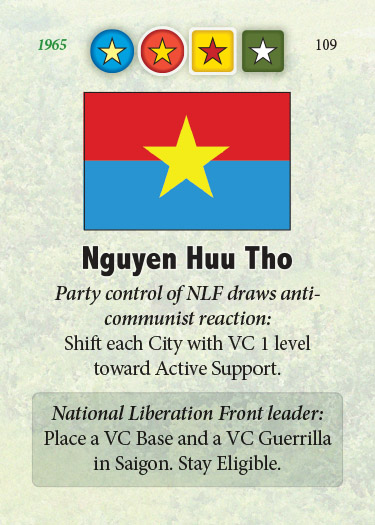 1965
109
Nguyen Huu Tho
Party control of NLF draws anti-
communist reaction:
Shift each City with VC 1 level
toward Active Support.
National Liberation Front leader:
Place a VC Base and a VC Guerrilla
in Saigon. Stay Eligible.